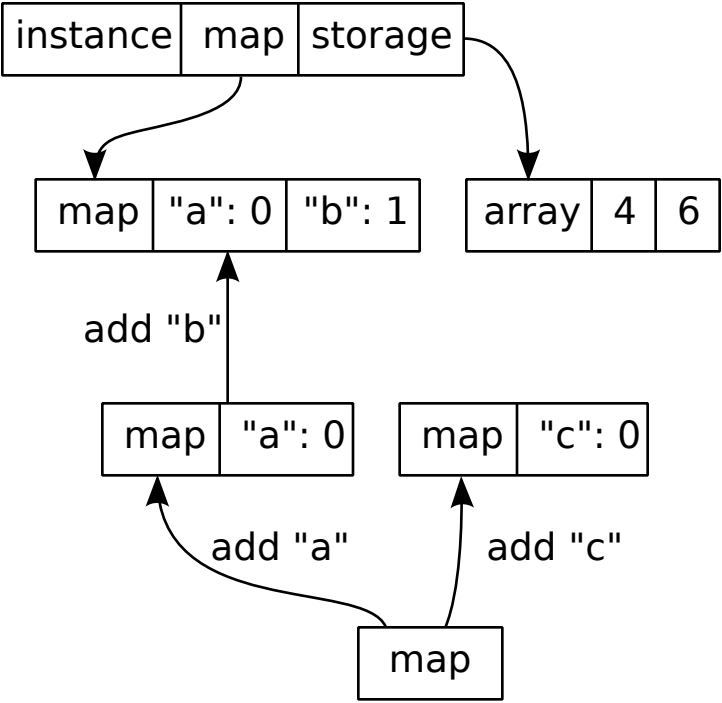 instance map storage
map "a": 0 "b": 1 array 4 6
add "b"
map "a": 0 map "c": 0
add "a" add "c"
map